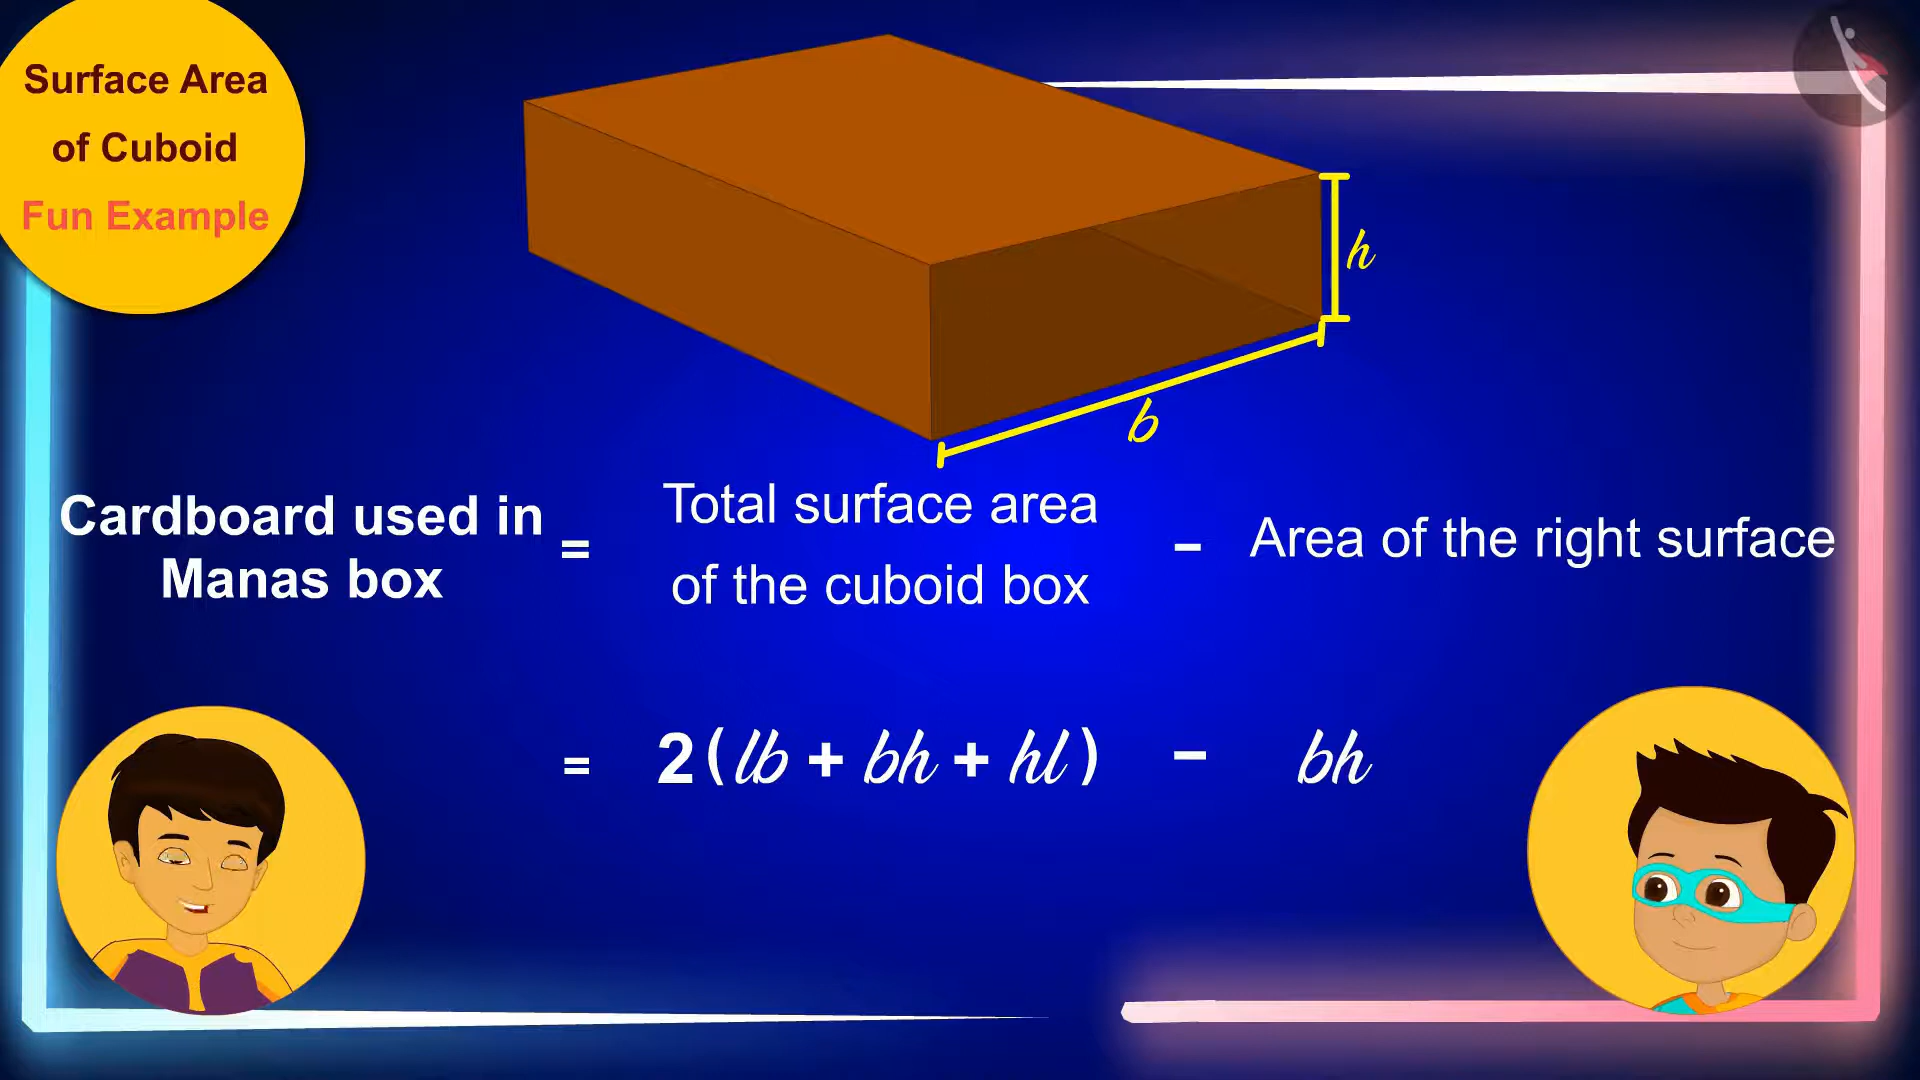 Surface Area
of Cuboid
Fun Example
h
b
Cardboard used in
Manas box
=
Total surface area
of the cuboid box
- Area of the right surface
= 2(lb + bh + hl) - bh